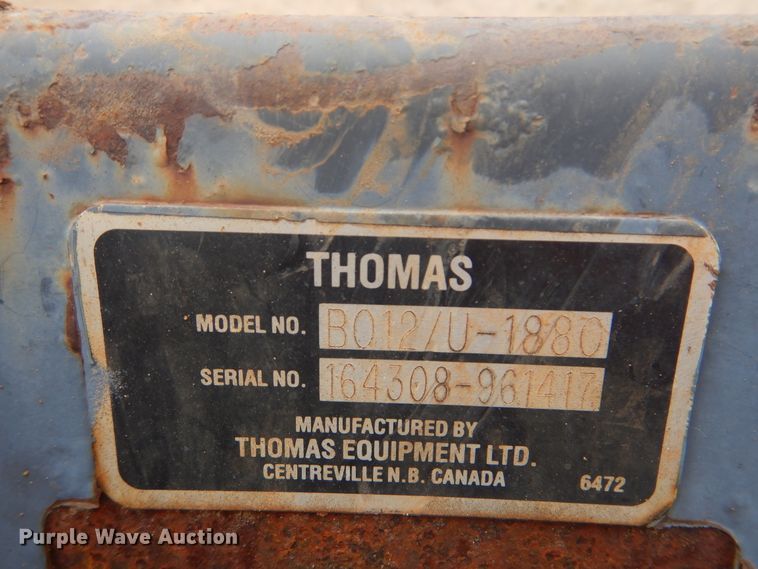 THOMAS
MODEL NO. BO12/U-1880
SERIAL NO. 164308-961417
MANUFACTURED BY
THOMAS EQUIPMENT LTD.
CENTREVILLE N.B. CANADA 6472
Purple Wave Auction®